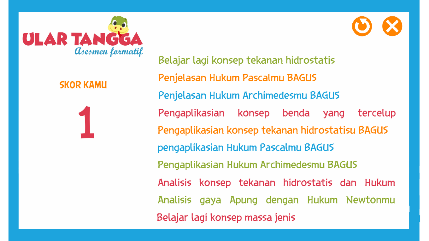 ULAR TANGGA
Asesmen formatif
SKOR KAMU
1
Belajar lagi konsep tekanan hidrostatis
Penjelasan Hukum Pascalmu BAGUS
Penjelasan Hukum Archimedesmu BAGUS
Pengaplikasian konsep benda yang tercelup
Pengaplikasian konsep tekanan hidrostatisu BAGUS
pengaplikasian Hukum Pascalmu BAGUS
Pengaplikasian Hukum Archimedesmu BAGUS
Analisis konsep tekanan hidrostatis dan Hukum
Analisis gaya Apung dengan Hukum Newtonmu
Belajar lagi konsep massa jenis